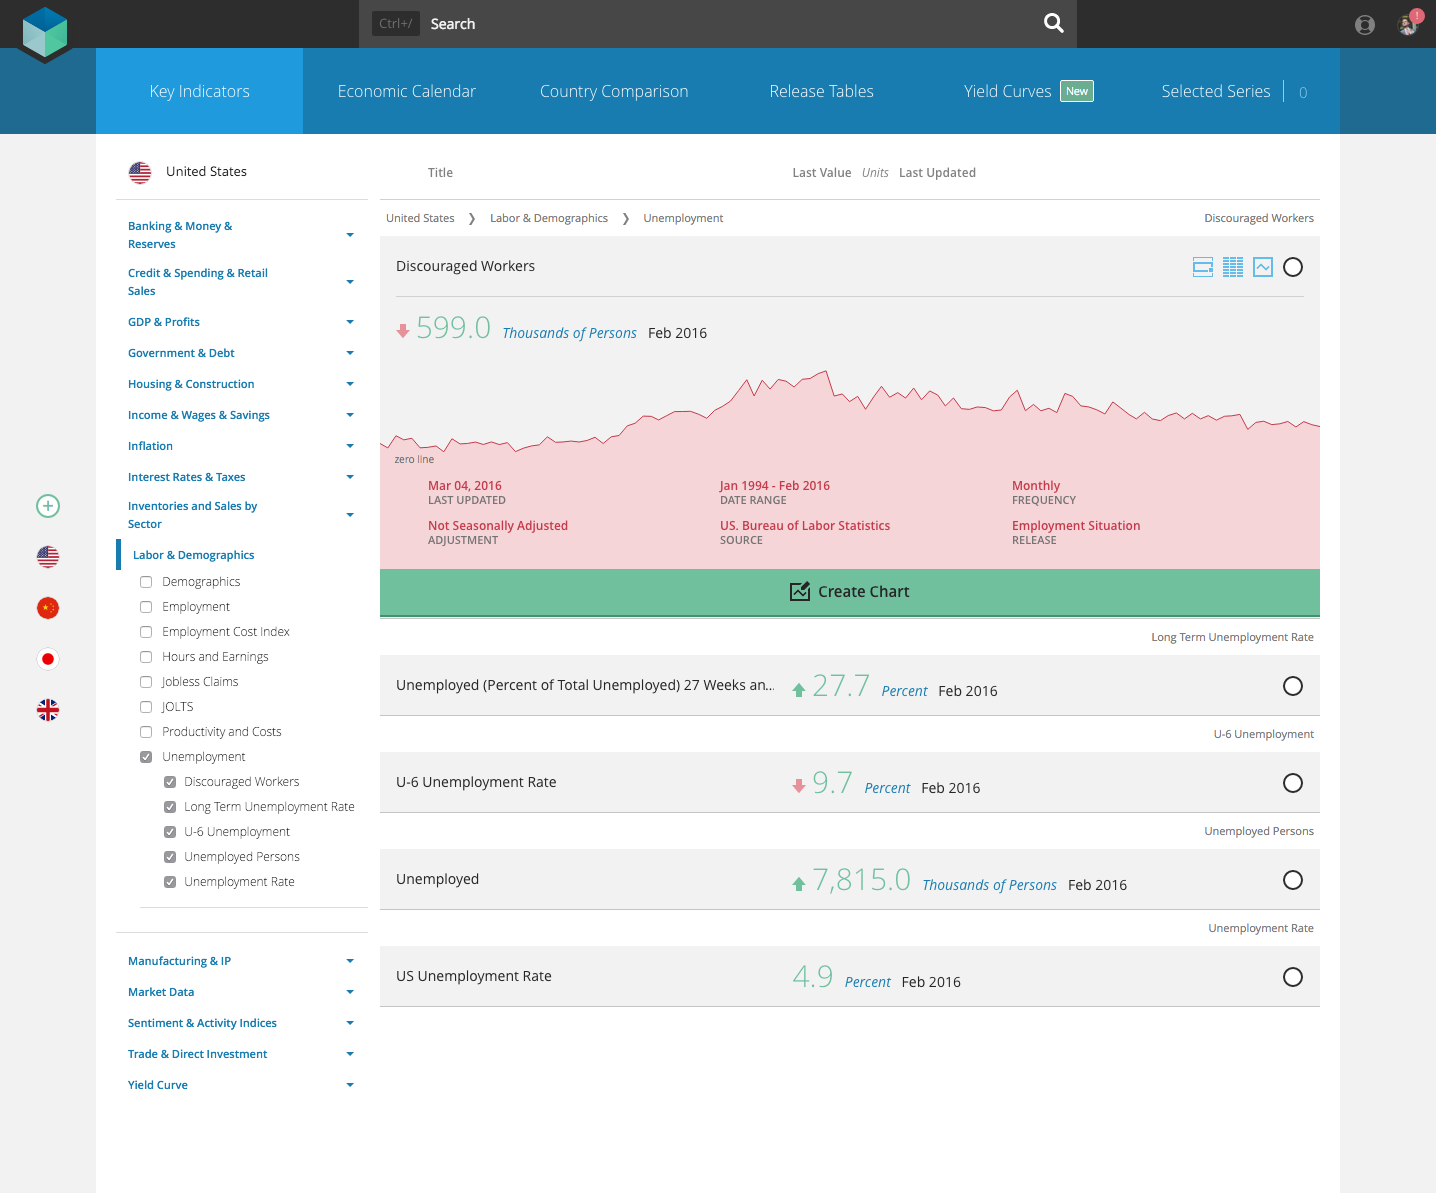 Ctrl+/ Search
!
Key Indicators
Economic Calendar
Country Comparison
Release Tables
Yield Curves New
Selected Series 0
United States
Banking & Money &
Reserves
Credit & Spending & Retail
Sales
GDP & Profits
Government & Debt
Housing & Construction
Income & Wages & Savings
Inflation
Interest Rates & Taxes
Inventories and Sales by
Sector
Labor & Demographics
Demographics
Employment
Employment Cost Index
Hours and Earnings
Jobless Claims
JOLTS
Productivity and Costs
Unemployment
Discouraged Workers
Long Term Unemployment Rate
U-6 Unemployment
Unemployed Persons
Unemployment Rate
Manufacturing & IP
Market Data
Sentiment & Activity Indices
Trade & Direct Investment
Yield Curve
Title
Last Value Units Last Updated
United States ❯ Labor & Demographics ❯ Unemployment
Discouraged Workers
Discouraged Workers
599.0 Thousands of Persons Feb 2016
zero line
Mar 04, 2016
LAST UPDATED
Jan 1994 - Feb 2016
DATE RANGE
Monthly
FREQUENCY
Not Seasonally Adjusted
ADJUSTMENT
US. Bureau of Labor Statistics
SOURCE
Employment Situation
RELEASE
Create Chart
Long Term Unemployment Rate
Unemployed (Percent of Total Unemployed) 27 Weeks an... 27.7 Percent Feb 2016
U-6 Unemployment
U-6 Unemployment Rate 9.7 Percent Feb 2016
Unemployed Persons
Unemployed 7,815.0 Thousands of Persons Feb 2016
Unemployment Rate
US Unemployment Rate 4.9 Percent Feb 2016